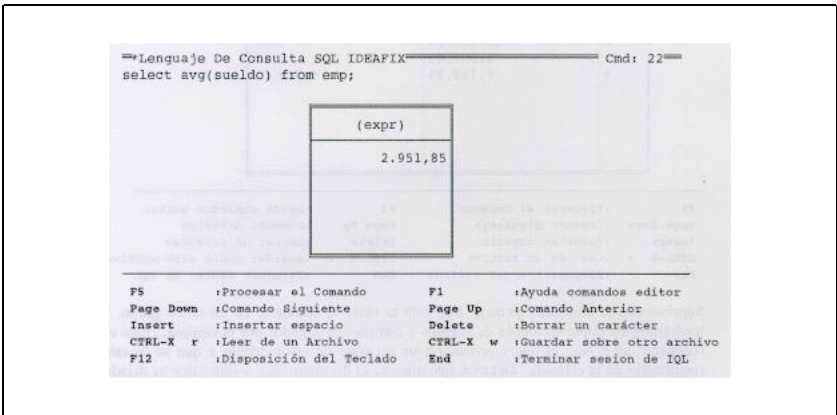 *Lenguaje De Consulta SQL IDEAFIX Cmd: 22
select avg(sueldo) from emp;
(expr)
2.951,85
F5 :Procesar el Comando F1 :Ayuda comandos editor
Page Down :Comando Siguiente Page Up :Comando Anterior
Insert :Insertar espacio Delete :Borrar un carácter
CTRL-X r :Leer de un Archivo CTRL-X w :Guardar sobre otro archivo
F12 :Disposición del Teclado End :Terminar sesion de IQL